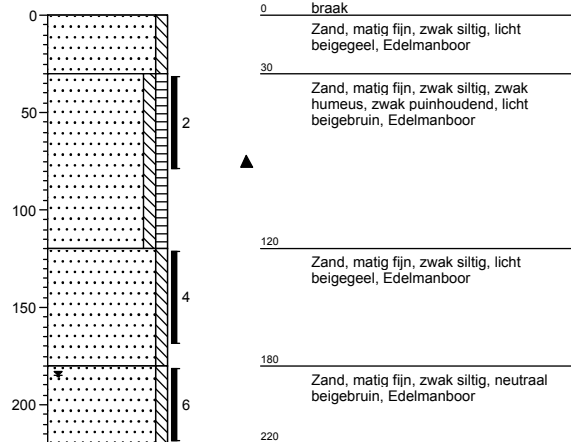 0
50
100
150
200
2
4
6
0
braak
Zand, matig fijn, zwak siltig, licht
beigegeel, Edelmanboor
30
Zand, matig fijn, zwak siltig, zwak
humeus, zwak puinhoudend, licht
beigebruin, Edelmanboor
120
Zand, matig fijn, zwak siltig, licht
beigegeel, Edelmanboor
180
Zand, matig fijn, zwak siltig, neutraal
beigebruin, Edelmanboor
220